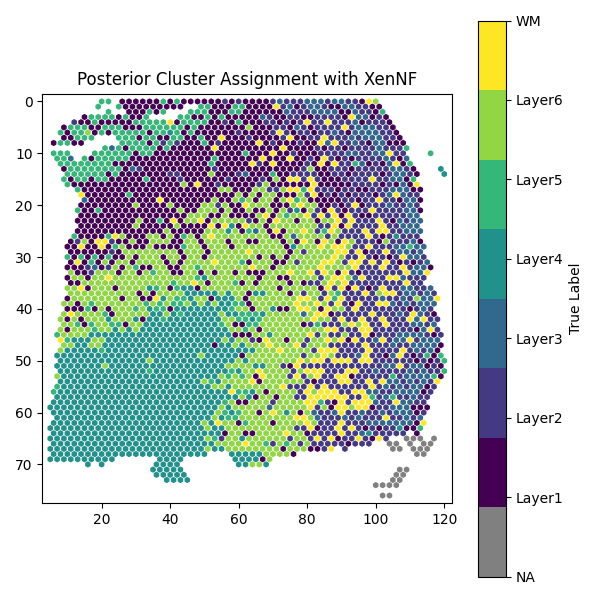 Posterior Cluster Assignment with XenNF
0
10
20
30
40
50
60
70
20
40
60
80
100
120
WM
Layer6
Layer5
Layer4
Layer3
Layer2
Layer1
NA
True Label